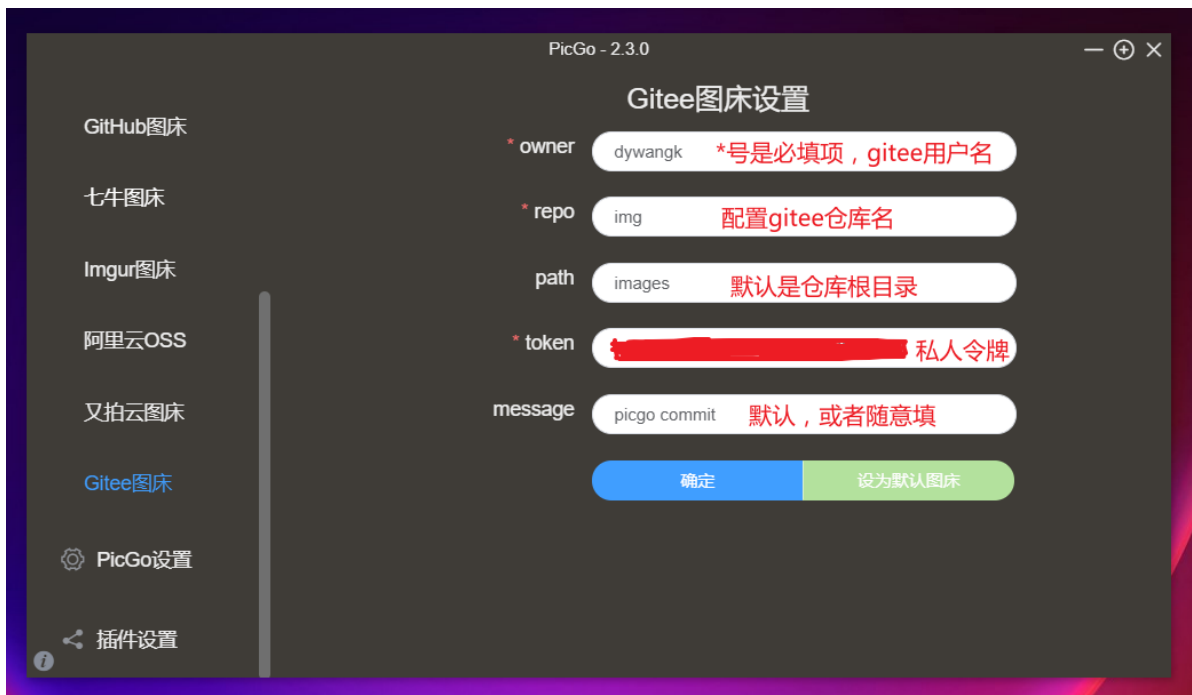 PicGo - 2.3.0
Gitee图床设置
GitHub图床
七牛图床
Imgur图床
阿里云OSS
又拍云图床
Gitee图床
PicGo设置
插件设置
* owner dywangk *号是必填项，gitee用户名
* repo img 配置gitee仓库名
path images 默认是仓库根目录
* token 私人令牌
message picgo commit 默认，或者随意填
确定 设为默认图床